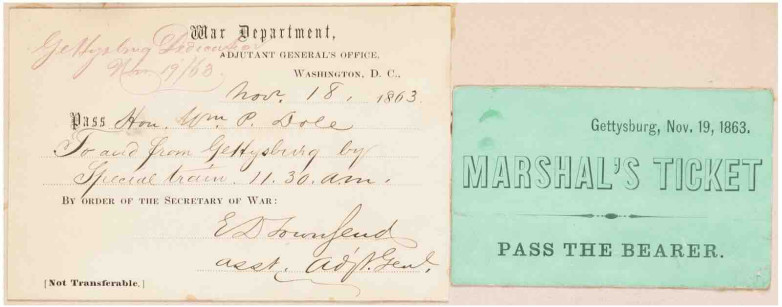 War Department,
Gettysburg Dedication
Nov 19/63
ADJUTANT GENERAL'S OFFICE,
WASHINGTON, D. C.,
Nov. 18, 1863.
Pass Hon. Wm. P. Dole
To and from Gettysburg by
Special train. 11.30. a.m.
BY ORDER OF THE SECRETARY OF WAR:
E D Townsend
asst. Adjt. Genl.
[Not Transferable.]
Gettysburg, Nov. 19, 1863.
MARSHAL'S TICKET
PASS THE BEARER.